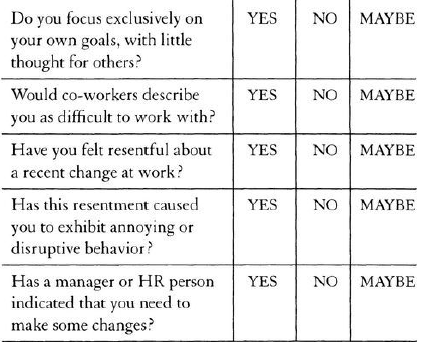 Do you focus exclusively on YES NO MAYBE
your own goals, with little
thought for others?
Would co-workers describe YES NO MAYBE
you as difficult to work with?
Have you felt resentful about YES NO MAYBE
a recent change at work?
Has this resentment caused YES NO MAYBE
you to exhibit annoying or
disruptive behavior?
Has a manager or HR person YES NO MAYBE
indicated that you need to
make some changes?